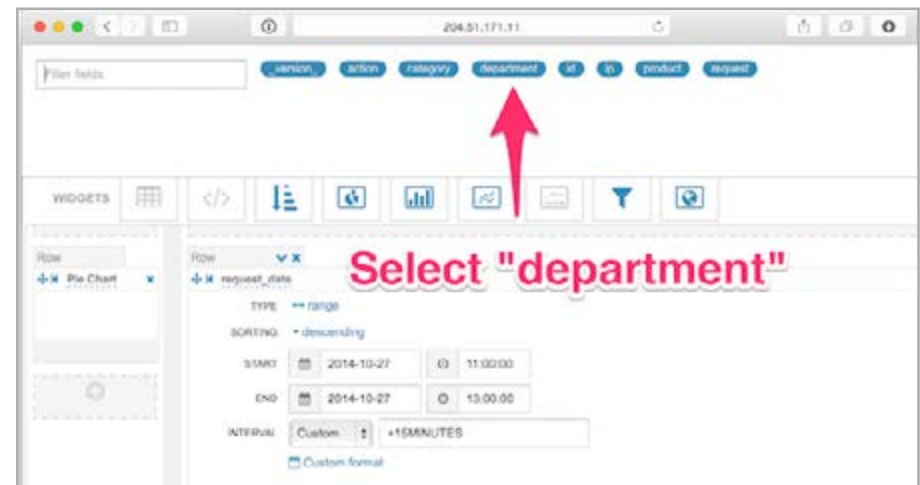 204.51.171.11
Filter fields
_version_ action category department id ip product request
WIDGETS </>
Select "department"
Row
Pie Chart x
Row x
request_date
TYPE range
SORTING descending
START 2014-10-27 11:00:00
END 2014-10-27 13:00:00
INTERVAL Custom +15MINUTES
Custom format